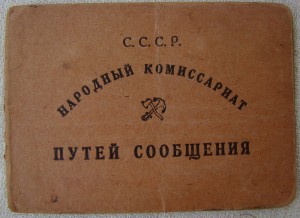 С. С. С. Р.
НАРОДНЫЙ КОМИССАРИАТ
ПУТЕЙ СООБЩЕНИЯ